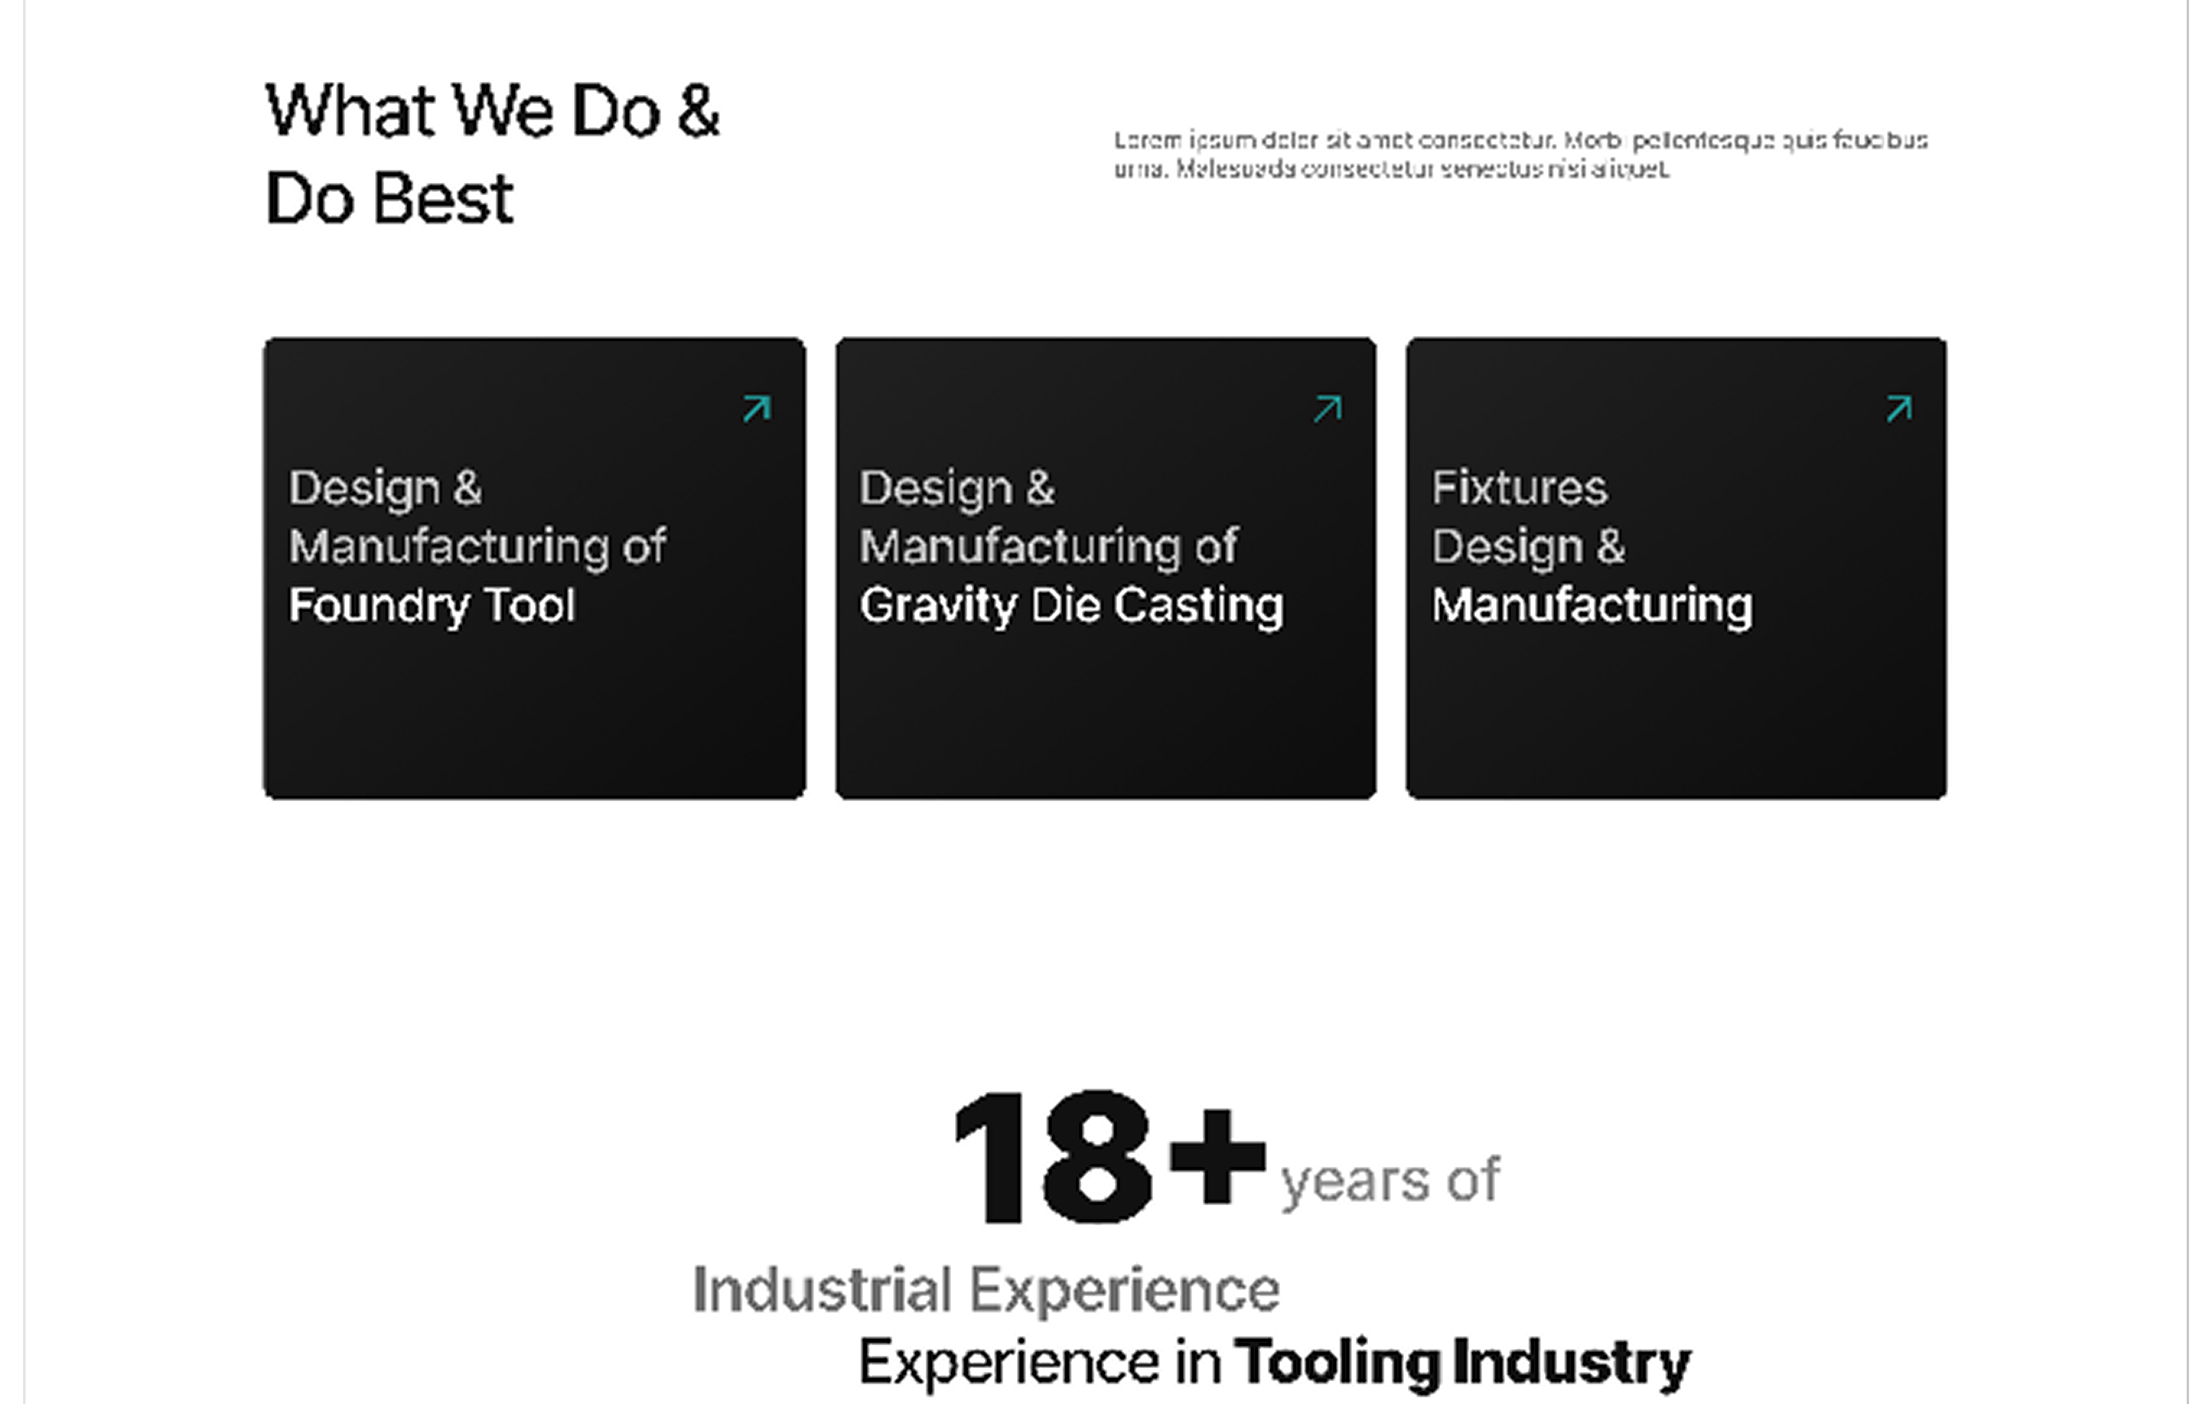 What We Do &
Do Best
Lorem ipsum dolor sit amet consectetur. Morbi pellentesque quis faucibus
urna. Malesuada consectetur senectus nisi aliquet.
Design &
Manufacturing of
Foundry Tool
Design &
Manufacturing of
Gravity Die Casting
Fixtures
Design &
Manufacturing
18+ years of
Industrial Experience
Experience in Tooling Industry